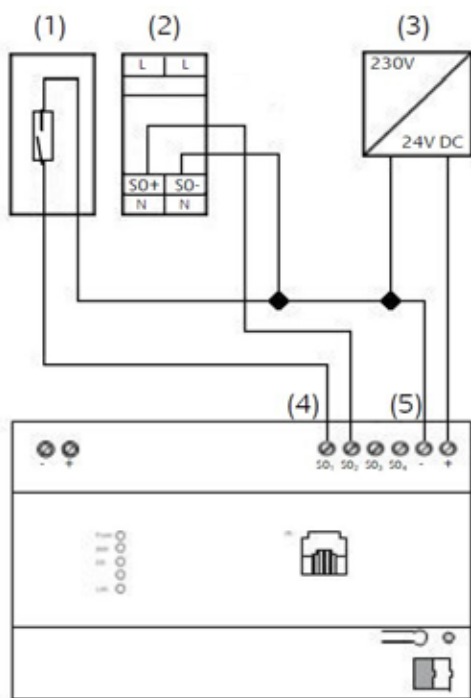 (1) (2) (3)
230V
24V DC
L L
SO+ SO-
N N
(4) (5)
- +
SO₁ SO₂ SO₃ SO₄ - +